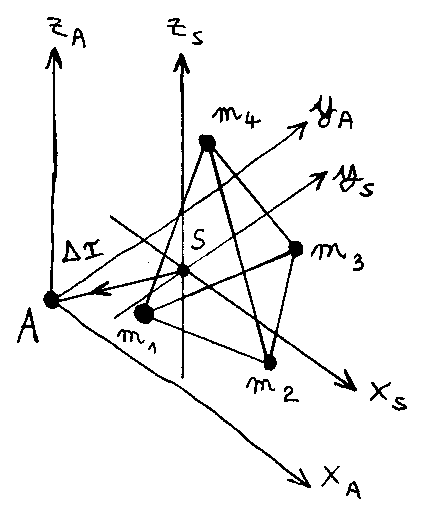 z_A z_S
m_4
y_A
y_S
S
ΔI
m_3
A
m_1
m_2
x_S
x_A